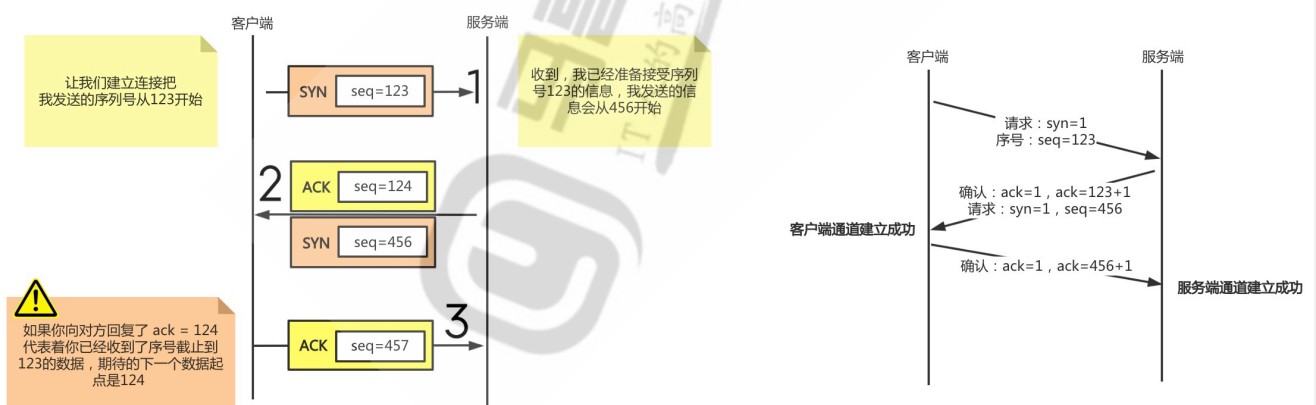 客户端
服务端
让我们建立连接把
我发送的序列号从123开始
SYN
seq=123
1
收到，我已经准备接受序列
号123的信息，我发送的信
息会从456开始
2
ACK
seq=124
SYN
seq=456
如果你向对方回复了 ack = 124
代表着你已经收到了序号截止到
123的数据，期待的下一个数据起
点是124
ACK
seq=457
3
IT
的高
客户端
服务端
请求：syn=1
序号：seq=123
确认：ack=1，ack=123+1
请求：syn=1，seq=456
客户端通道建立成功
确认：ack=1，ack=456+1
服务端通道建立成功